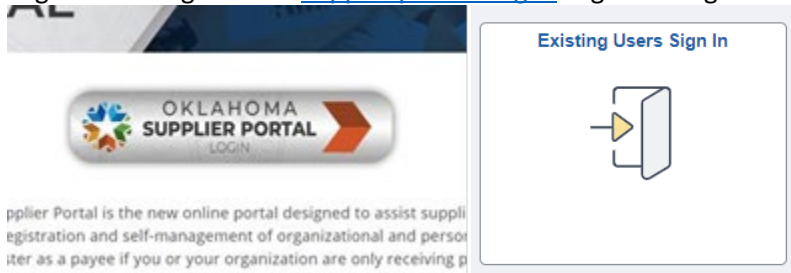 Existing Users Sign In
OKLAHOMA
SUPPLIER PORTAL
LOGIN
pplier Portal is the new online portal designed to assist suppli
egistration and self-management of organizational and person
ster as a payee if you or your organization are only receiving p